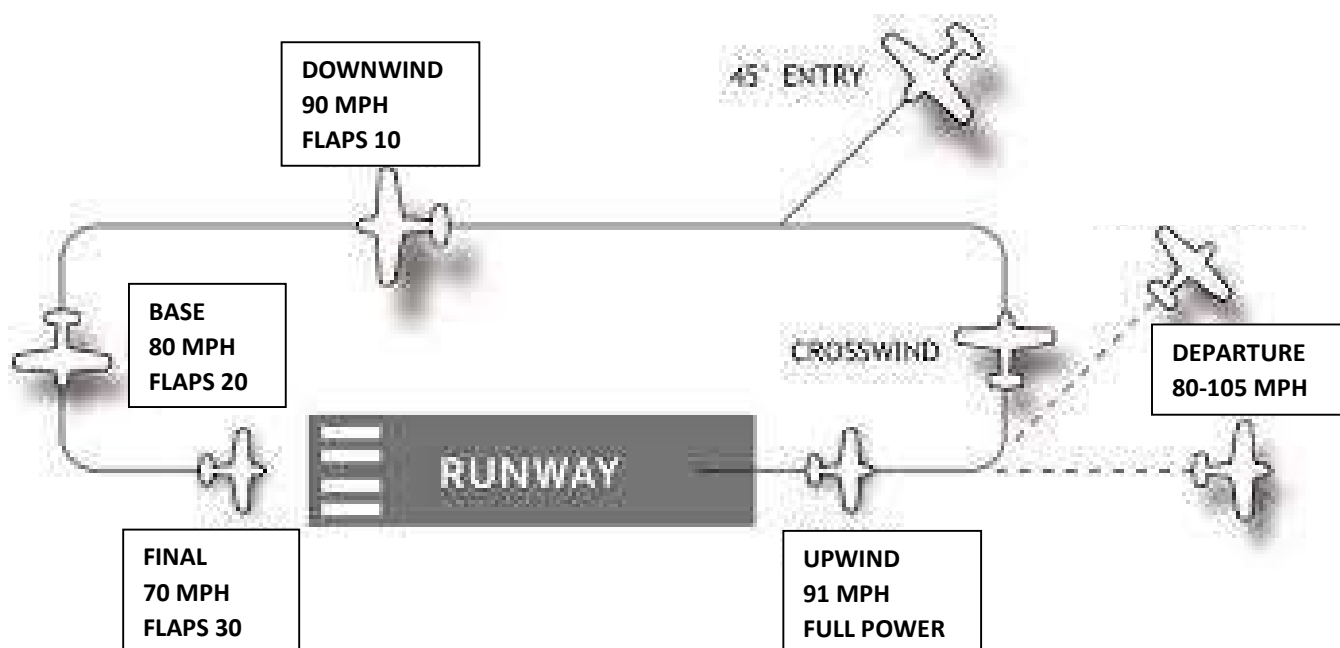 DOWNWIND
90 MPH
FLAPS 10
45° ENTRY
BASE
80 MPH
FLAPS 20
CROSSWIND
DEPARTURE
80-105 MPH
RUNWAY
FINAL
70 MPH
FLAPS 30
UPWIND
91 MPH
FULL POWER